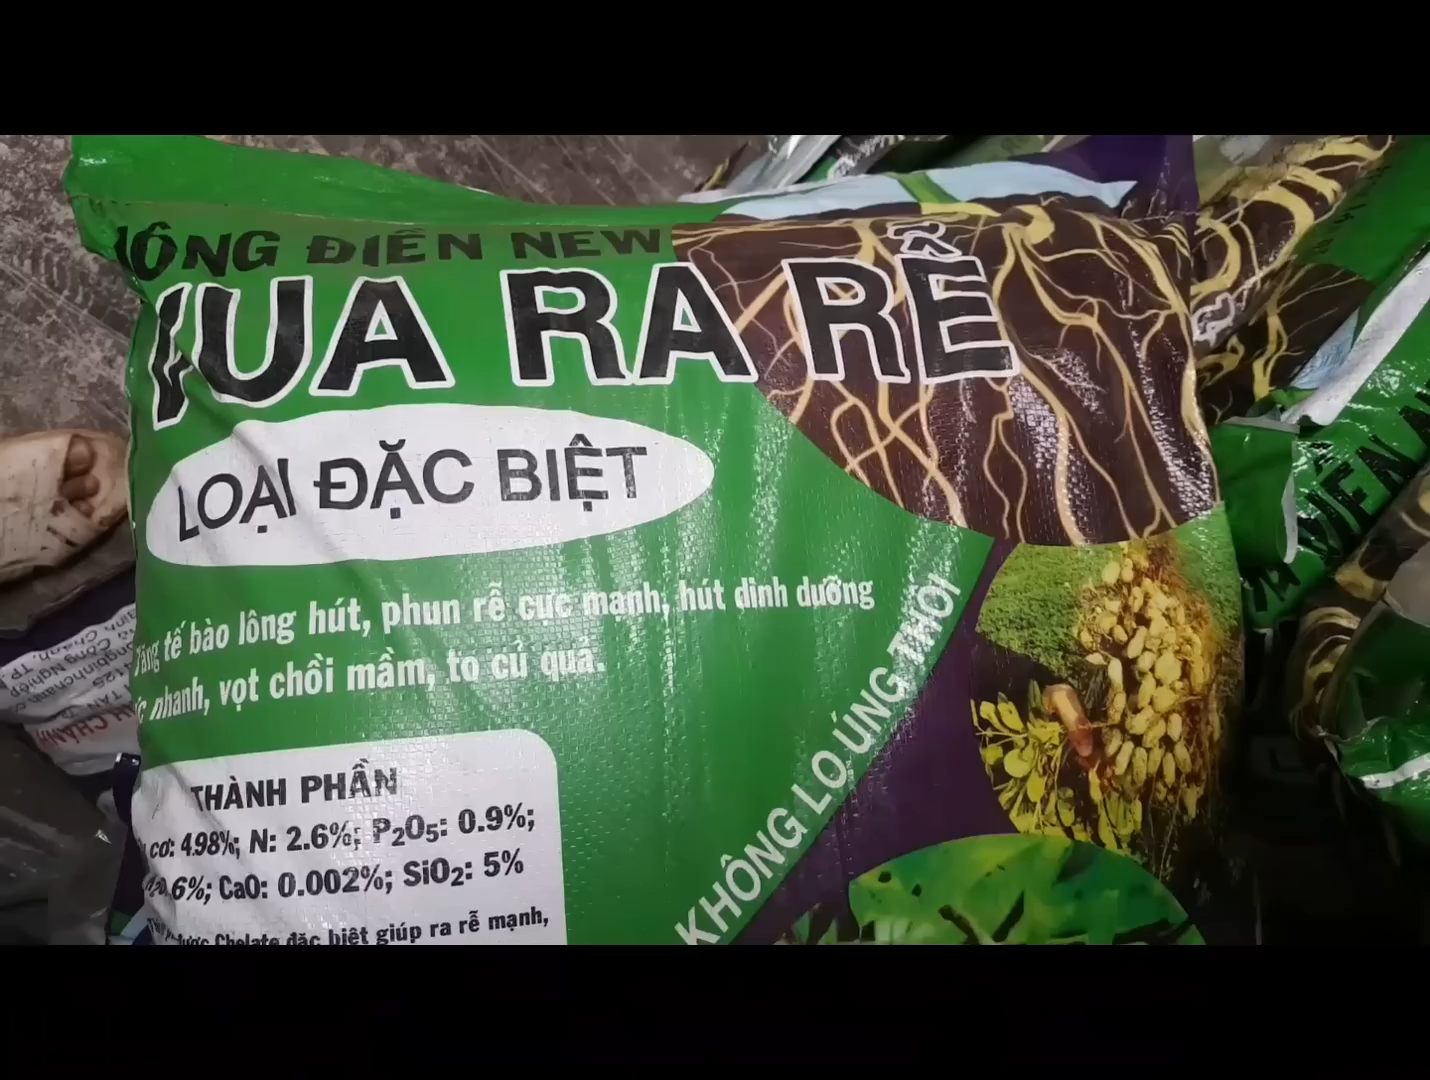 ĐIỀN NEW
VUA RA RỄ
LOẠI ĐẶC BIỆT
Tăng tế bào lông hút, phun rễ cực mạnh, hút dinh dưỡng
nhanh, vọt chồi mầm, to củ quả.
THÀNH PHẦN
cơ: 4.98%; N: 2.6%; P₂O₅: 0.9%;
6%; CaO: 0.002%; SiO₂: 5%
Chelate đặc biệt giúp ra rễ mạnh,
KHÔNG LO ÚNG THỐI